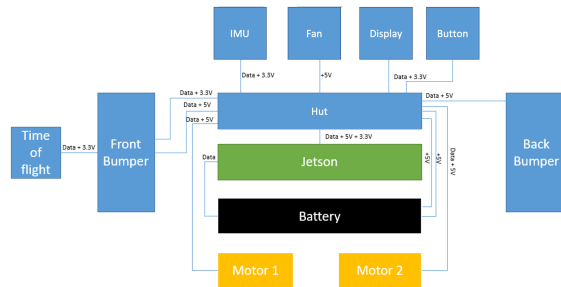 IMU
Fan
Display
Button
Data + 3.3V
+5V
Data + 3.3V
Data + 3.3V
Data + 5V
Data + 5V
Data + 5V
Hut
Time of flight
Data + 3.3V
Front Bumper
Back Bumper
Data + 5V + 3.3V
Data
Jetson
+5V
+5V
Data + 5V
Battery
Motor 1
Motor 2